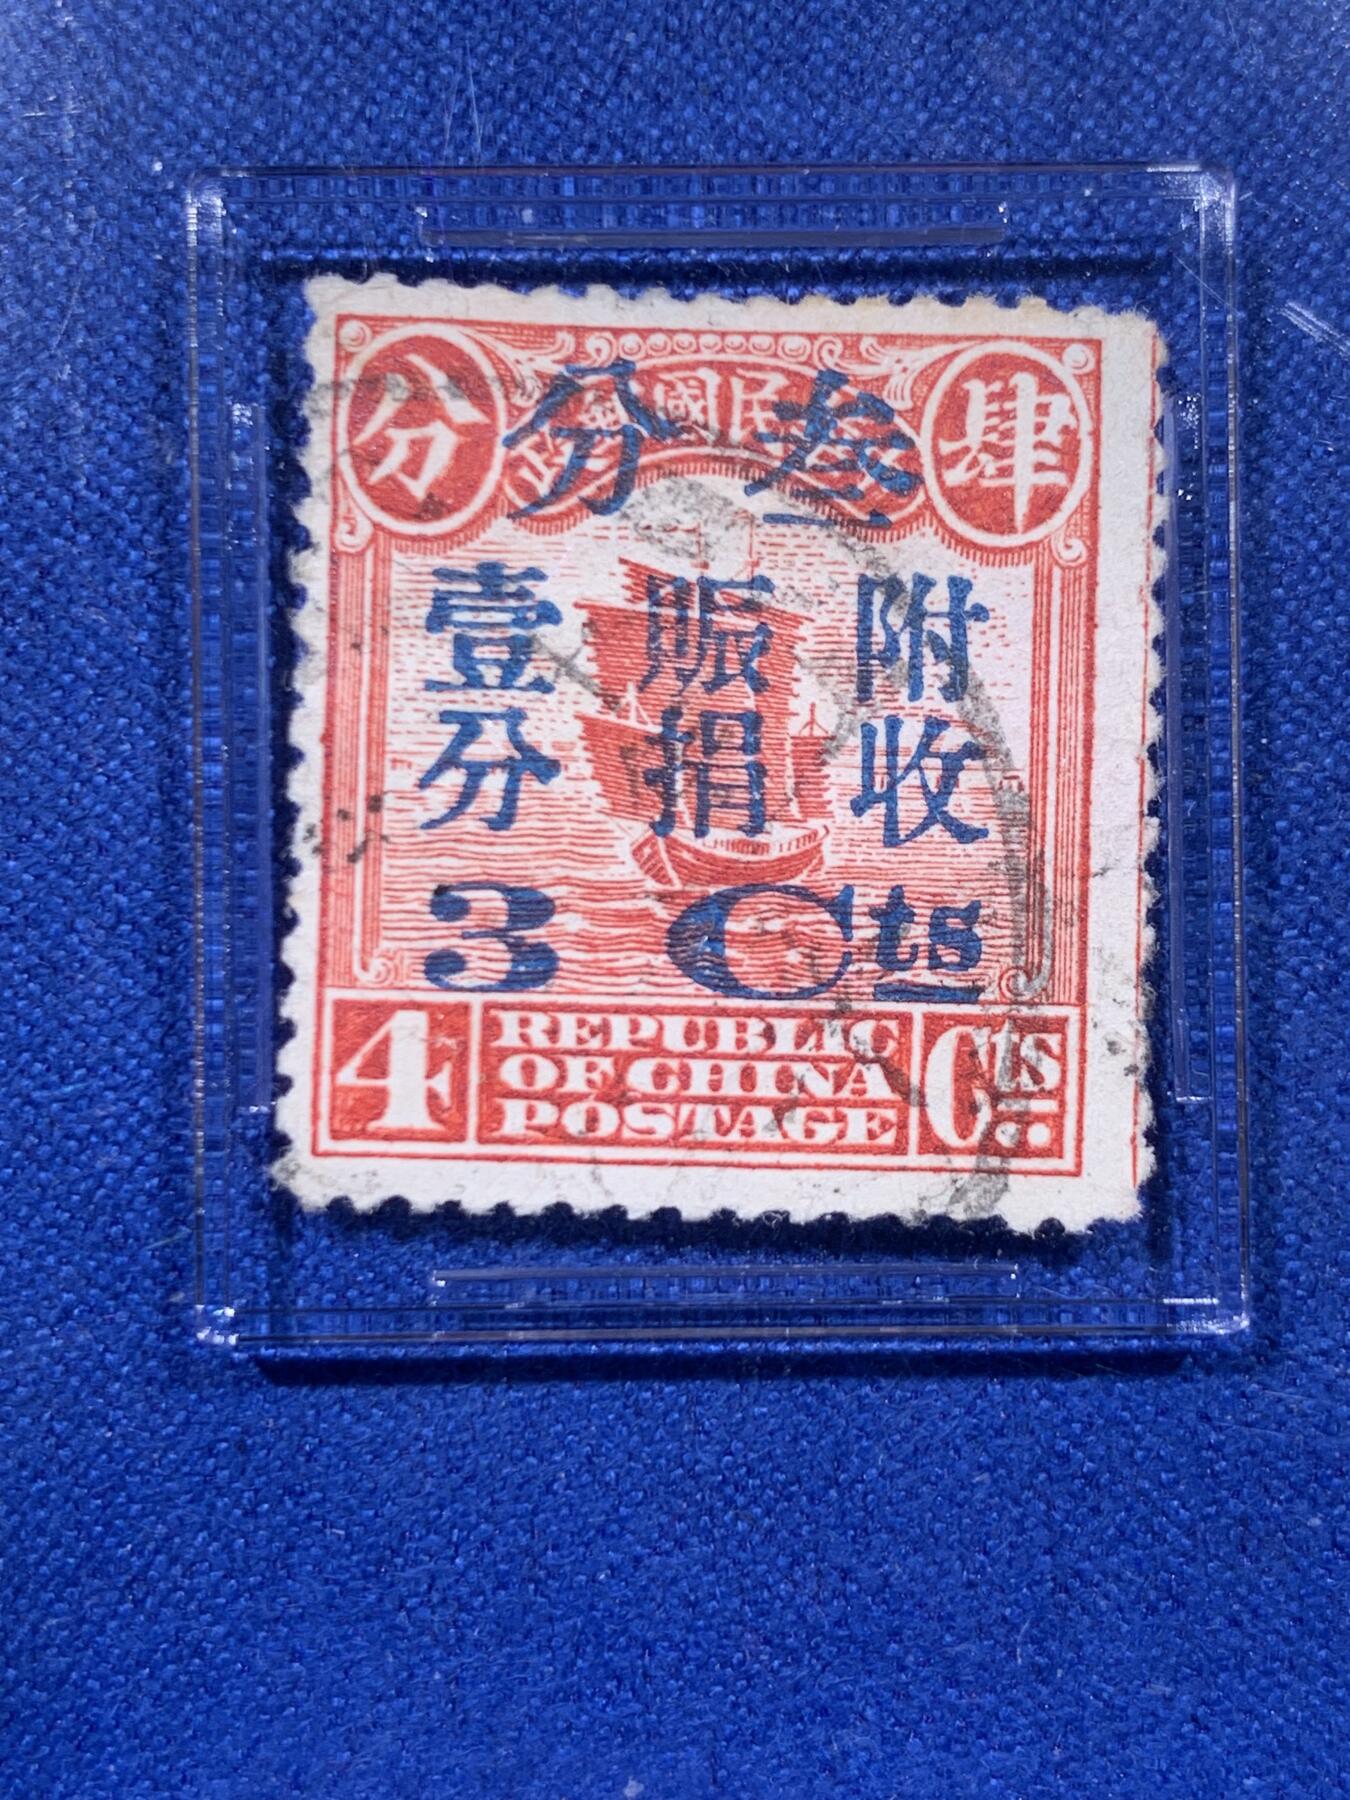 肆分
中華民國郵政
叁分
附收
賑捐
壹分
3 Cts
4
REPUBLIC
OF CHINA
POSTAGE
Cts.